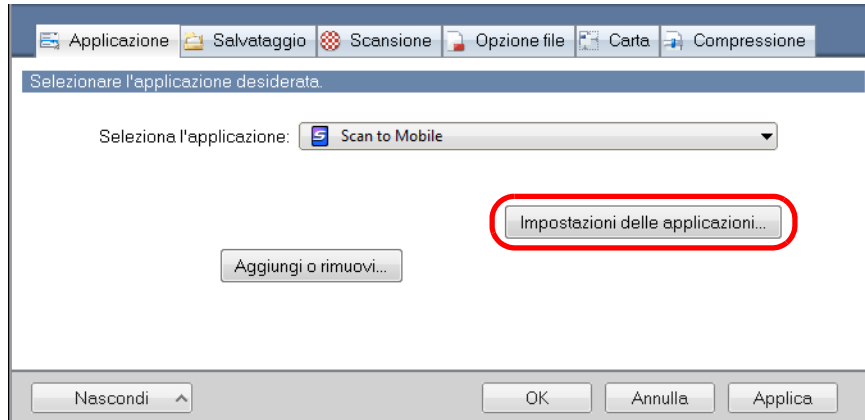 Applicazione Salvataggio Scansione Opzione file Carta Compressione
Selezionare l'applicazione desiderata.
Seleziona l'applicazione: Scan to Mobile
Impostazioni delle applicazioni...
Aggiungi o rimuovi...
Nascondi OK Annulla Applica